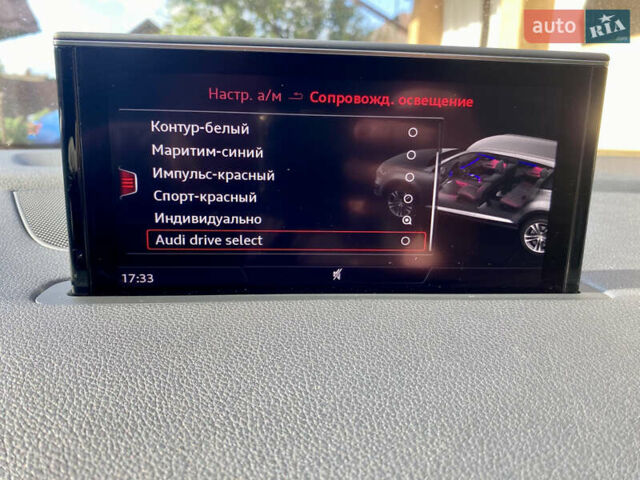 auto RIA
Настр. а/м Сопровожд. освещение
Контур-белый
Маритим-синий
Импульс-красный
Спорт-красный
Индивидуально
Audi drive select
17:33